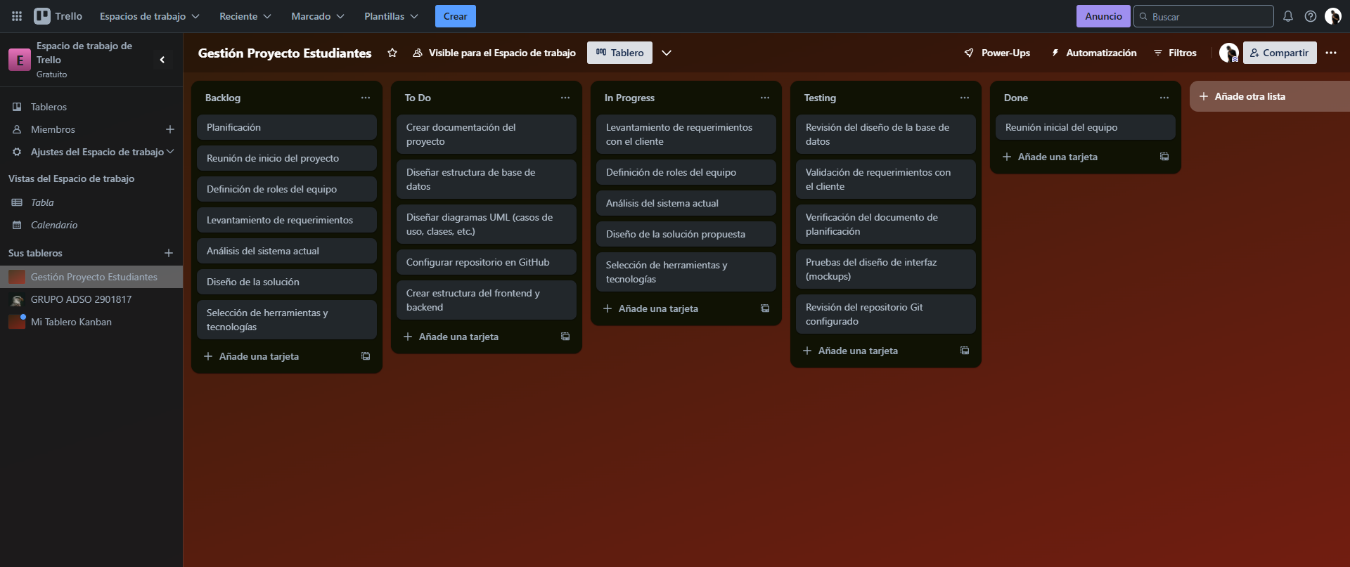 Trello
Espacios de trabajo
Reciente
Marcado
Plantillas
Crear
Anuncio
Buscar
E
Espacio de trabajo de
Trello
Gratuito
Tableros
Miembros
Ajustes del Espacio de trabajo
Vistas del Espacio de trabajo
Tabla
Calendario
Sus tableros
Gestión Proyecto Estudiantes
GRUPO ADSO 2901817
Mi Tablero Kanban
Gestión Proyecto Estudiantes
Visible para el Espacio de trabajo
Tablero
Power-Ups
Automatización
Filtros
Compartir
Backlog
Planificación
Reunión de inicio del proyecto
Definición de roles del equipo
Levantamiento de requerimientos
Análisis del sistema actual
Diseño de la solución
Selección de herramientas y
tecnologías
Añade una tarjeta
To Do
Crear documentación del
proyecto
Diseñar estructura de base de
datos
Diseñar diagramas UML (casos de
uso, clases, etc.)
Configurar repositorio en GitHub
Crear estructura del frontend y
backend
Añade una tarjeta
In Progress
Levantamiento de requerimientos
con el cliente
Definición de roles del equipo
Análisis del sistema actual
Diseño de la solución propuesta
Selección de herramientas y
tecnologías
Añade una tarjeta
Testing
Revisión del diseño de la base de
datos
Validación de requerimientos con
el cliente
Verificación del documento de
planificación
Pruebas del diseño de interfaz
(mockups)
Revisión del repositorio Git
configurado
Añade una tarjeta
Done
Reunión inicial del equipo
Añade una tarjeta
Añade otra lista